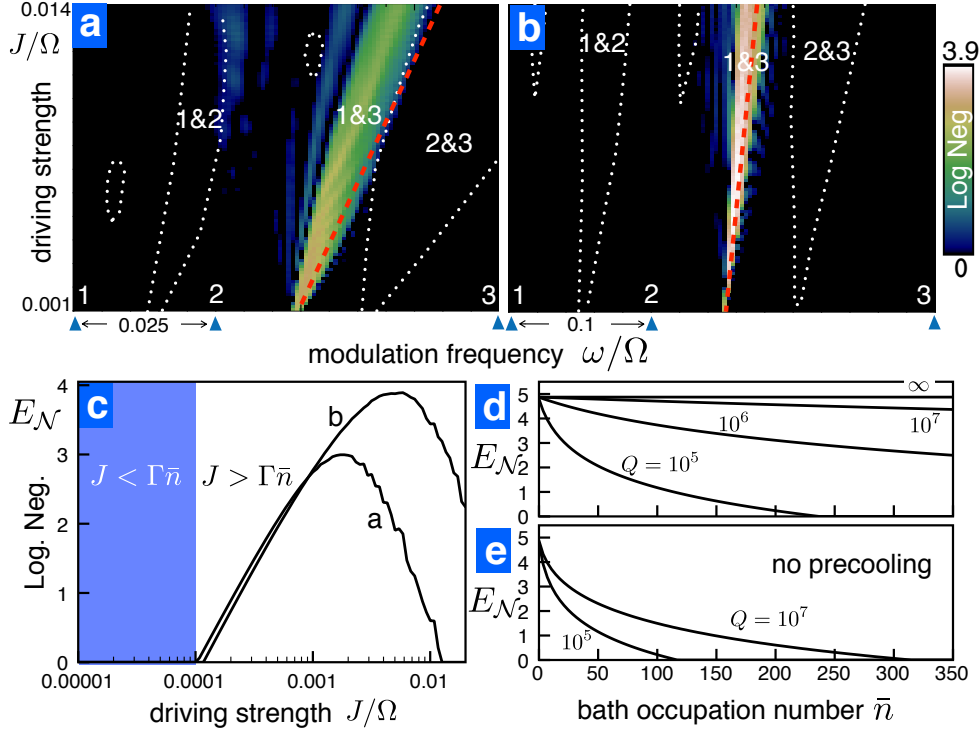 0.014
a
J/Ω
driving strength
0.001
1&2
1&3
2&3
1
2
3
0.025
b
1&2
1&3
2&3
1
2
3
0.1
3.9
Log Neg
0
modulation frequency ω/Ω
c
E_𝒩
Log. Neg.
4
3
2
1
0
J < Γn̄
J > Γn̄
b
a
0.00001
0.0001
0.001
0.01
driving strength J/Ω
d
E_𝒩
5
4
3
2
1
0
∞
10⁷
10⁶
Q = 10⁵
e
E_𝒩
5
4
3
2
1
0
no precooling
Q = 10⁷
10⁵
0
50
100
150
200
250
300
350
bath occupation number n̄